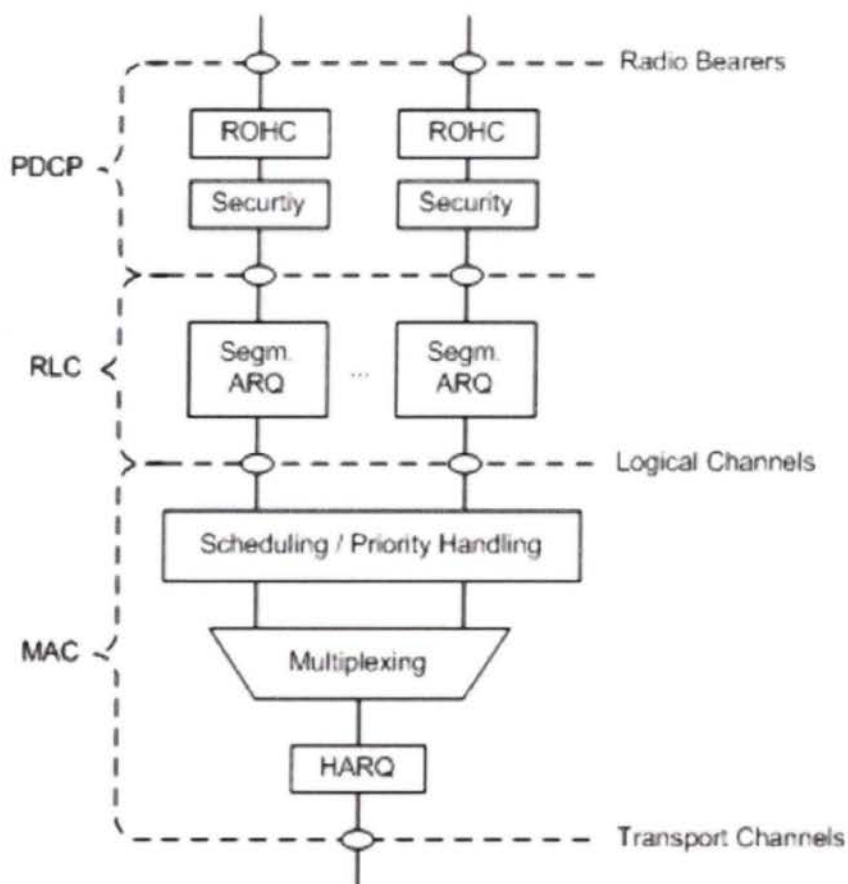 Radio Bearers
ROHC ROHC
PDCP
Securtiy Security
Segm.
ARQ
...
Segm.
ARQ
RLC
Logical Channels
Scheduling / Priority Handling
MAC
Multiplexing
HARQ
Transport Channels